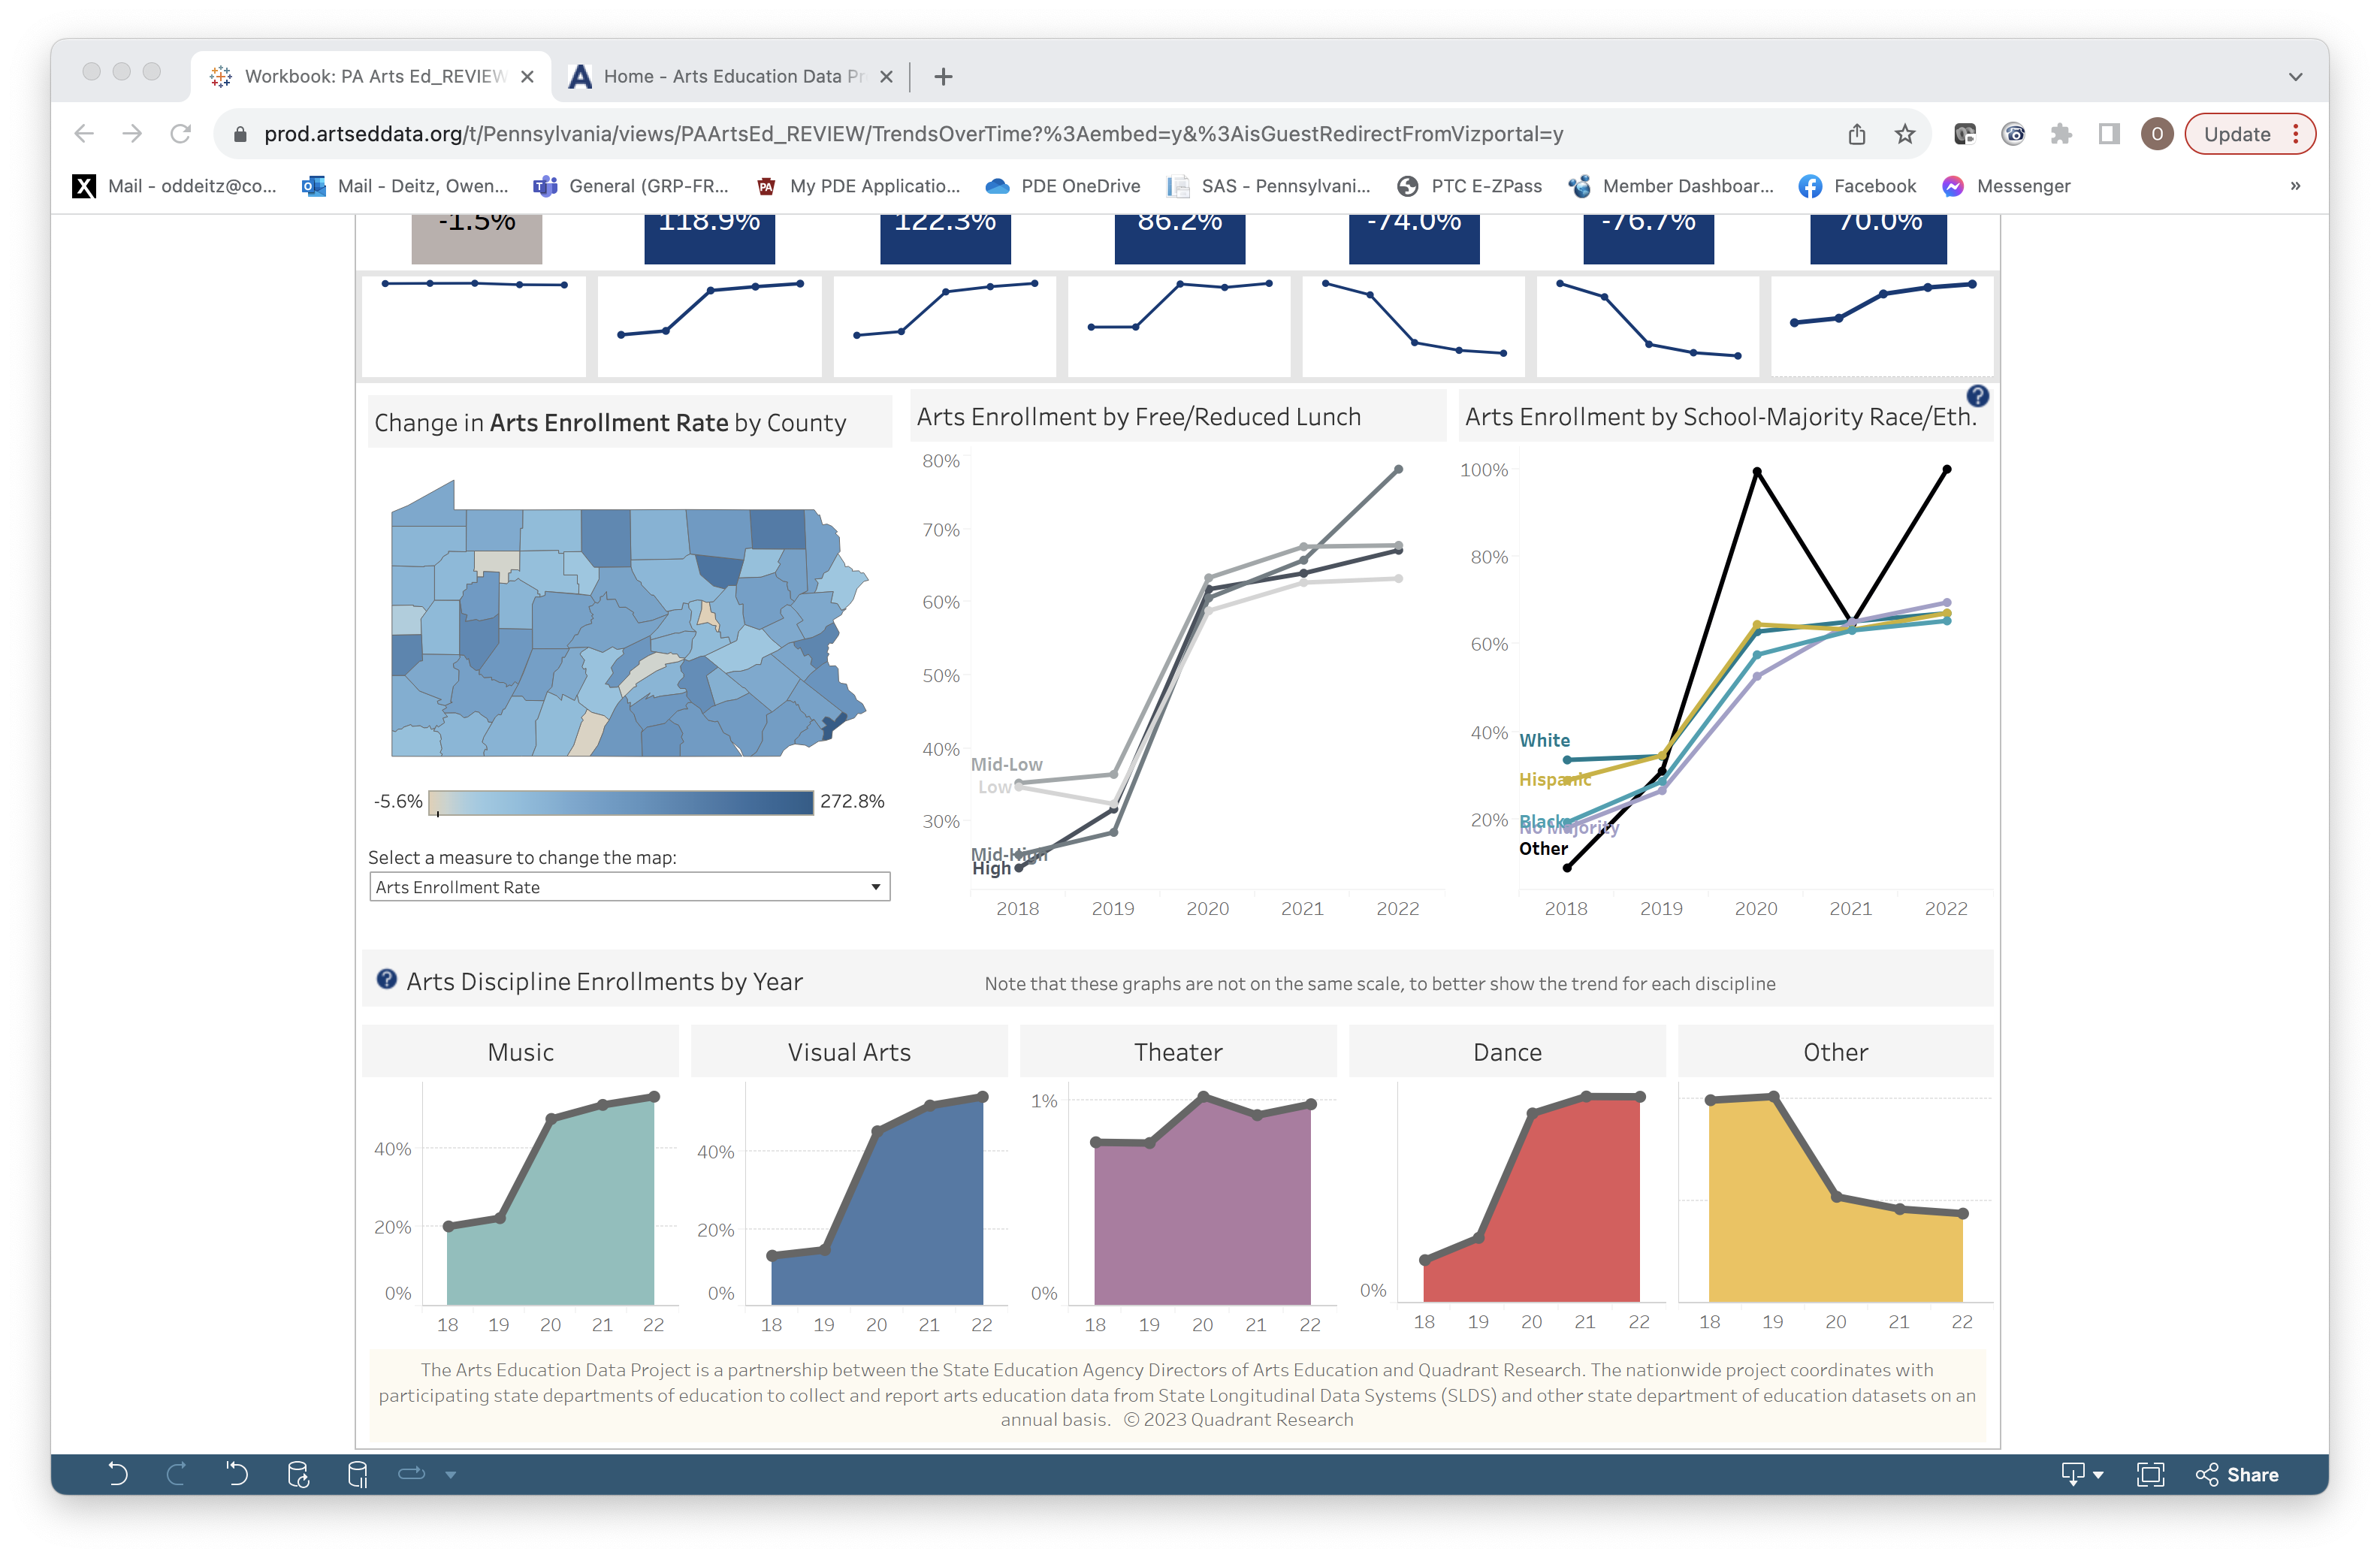 Workbook: PA Arts Ed_REVIEW
Home - Arts Education Data Pr
prod.artseddata.org/t/Pennsylvania/views/PAArtsEd_REVIEW/TrendsOverTime?%3Aembed=y&%3AisGuestRedirectFromVizportal=y
O
Update
Mail - oddeitz@co...
Mail - Deitz, Owen...
General (GRP-FR...
My PDE Applicatio...
PDE OneDrive
SAS - Pennsylvani...
PTC E-ZPass
Member Dashboar...
Facebook
Messenger
»
-1.5%
118.9%
122.3%
86.2%
-74.0%
-76.7%
70.0%
Change in Arts Enrollment Rate by County
-5.6%
272.8%
Select a measure to change the map:
Arts Enrollment Rate
Arts Enrollment by Free/Reduced Lunch
80%
70%
60%
50%
40%
30%
Mid-Low
Low
Mid-High
High
2018 2019 2020 2021 2022
Arts Enrollment by School-Majority Race/Eth.
?
100%
80%
60%
40%
20%
White
Hispanic
Black
No Majority
Other
2018 2019 2020 2021 2022
? Arts Discipline Enrollments by Year
Note that these graphs are not on the same scale, to better show the trend for each discipline
Music
40%
20%
0%
18 19 20 21 22
Visual Arts
40%
20%
0%
18 19 20 21 22
Theater
1%
0%
18 19 20 21 22
Dance
0%
18 19 20 21 22
Other
18 19 20 21 22
The Arts Education Data Project is a partnership between the State Education Agency Directors of Arts Education and Quadrant Research. The nationwide project coordinates with
participating state departments of education to collect and report arts education data from State Longitudinal Data Systems (SLDS) and other state department of education datasets on an
annual basis. © 2023 Quadrant Research
Share